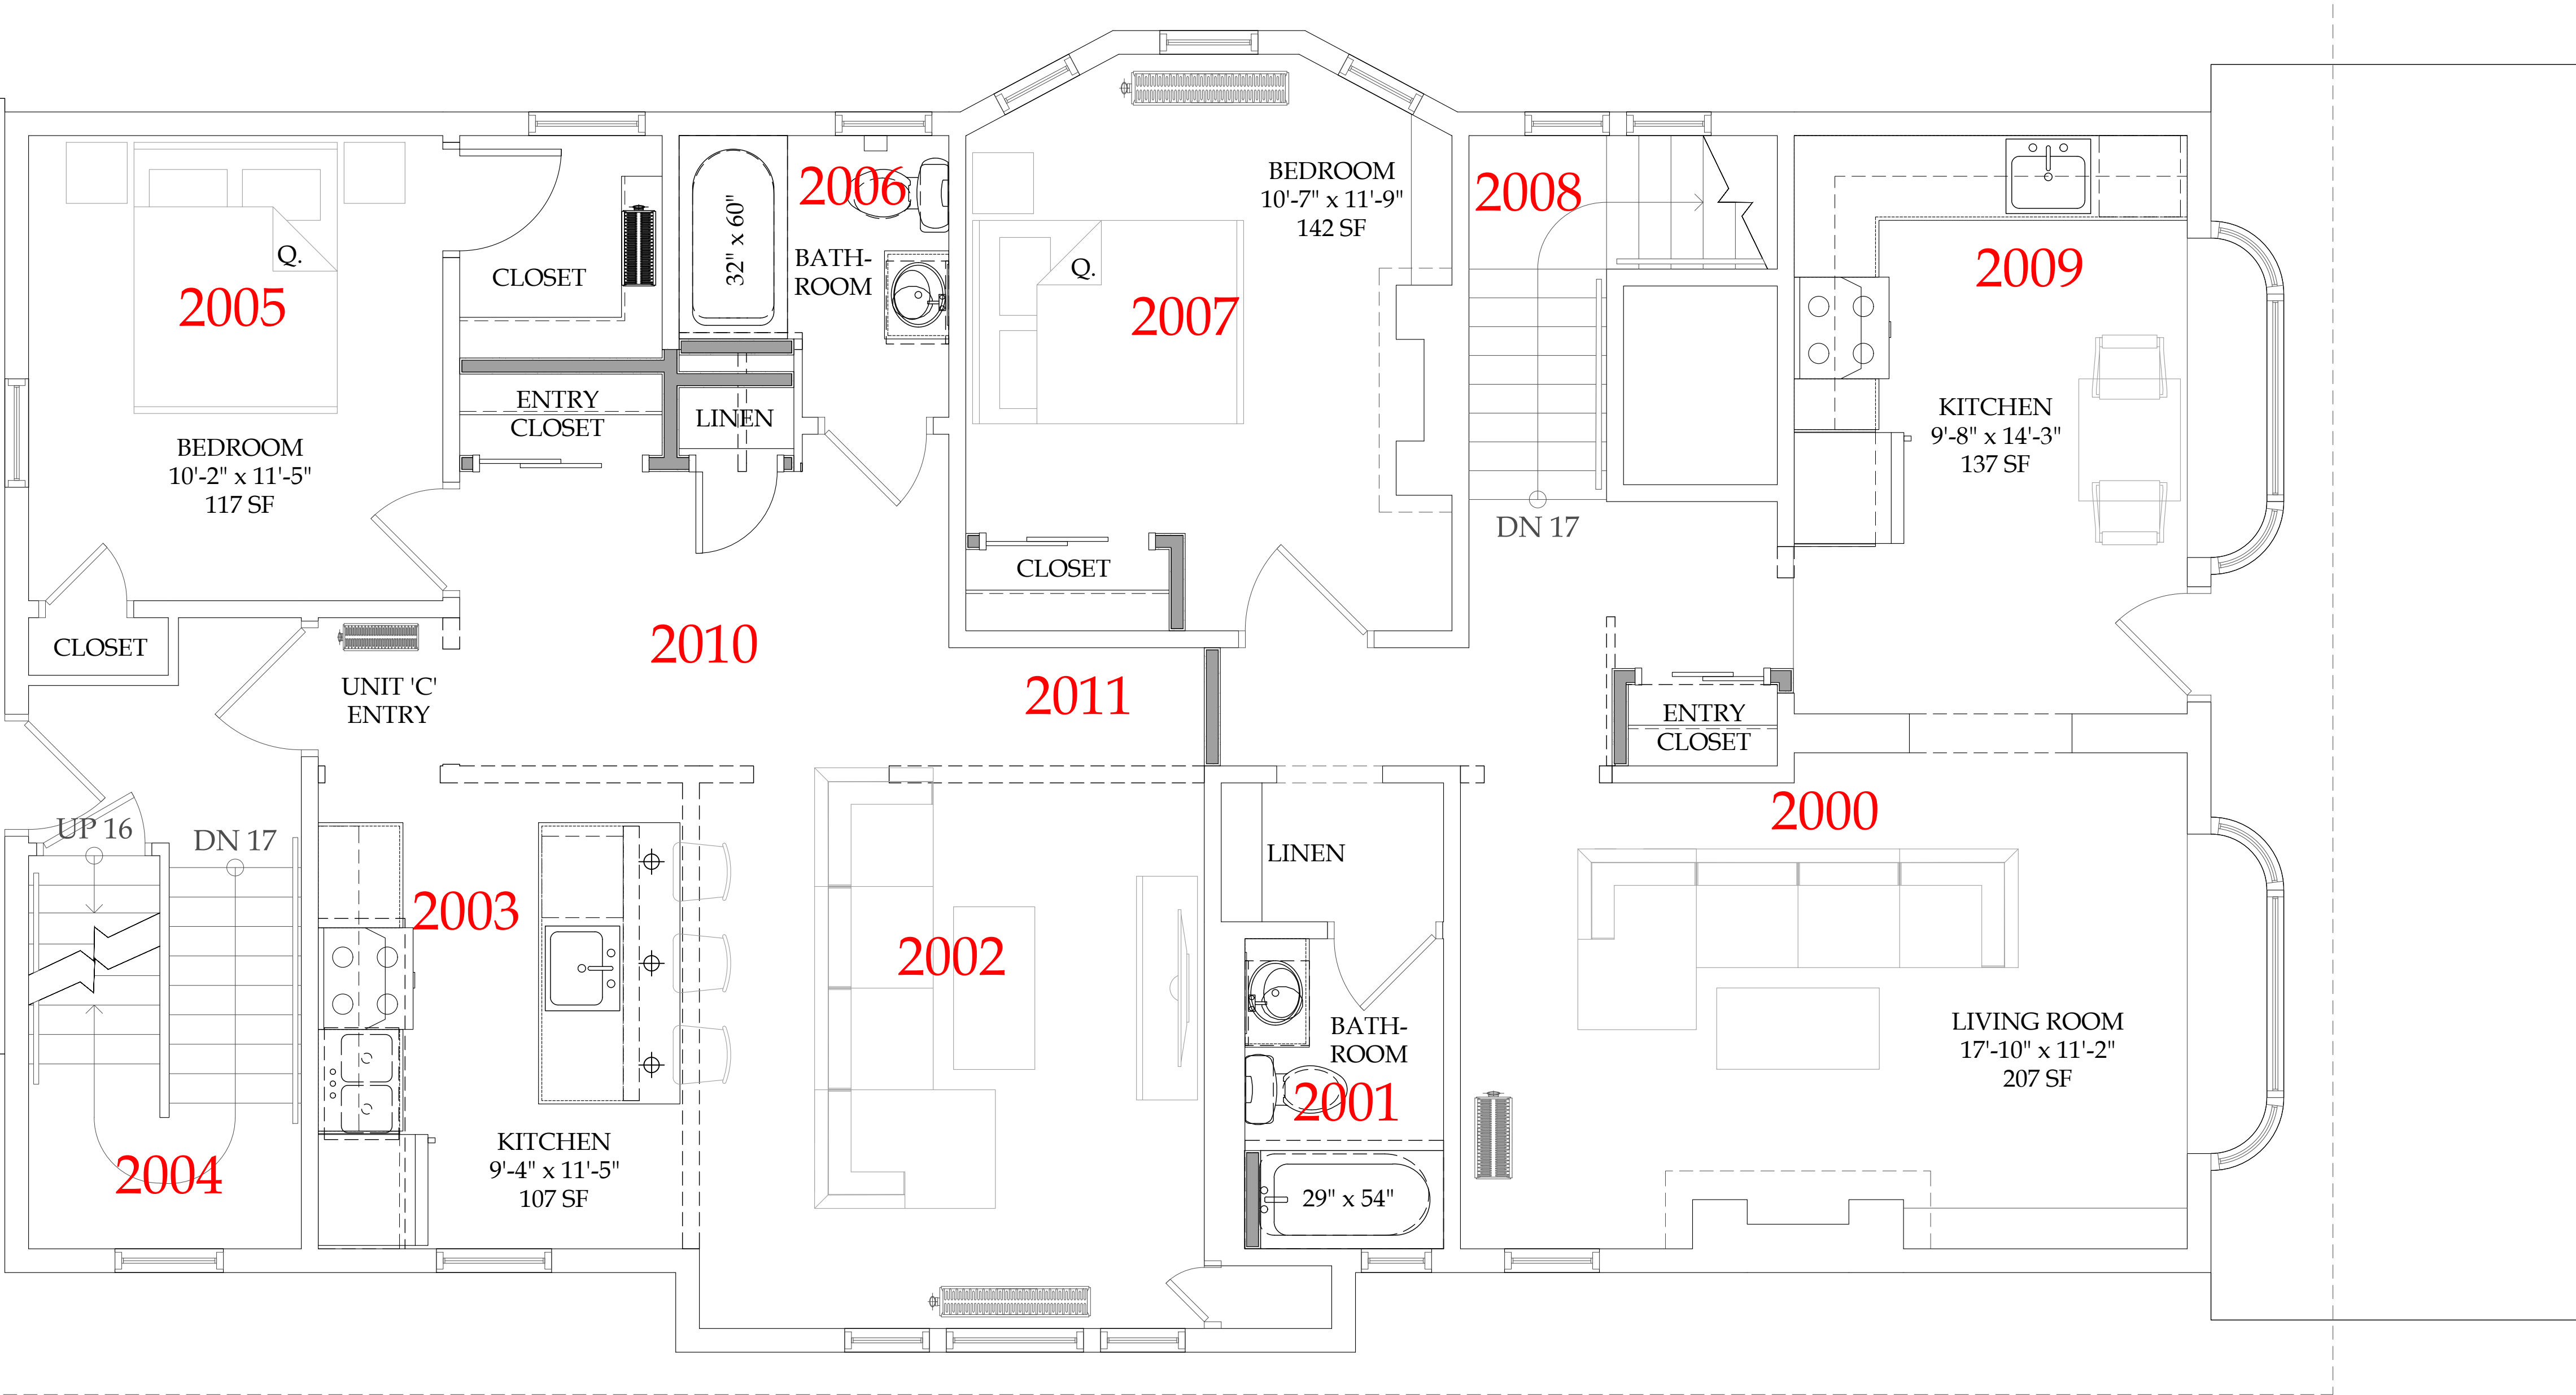 2005
Q.
BEDROOM
10'-2" x 11'-5"
117 SF
CLOSET
CLOSET
ENTRY
CLOSET
32" x 60"
2006
BATH-
ROOM
LINEN
BEDROOM
10'-7" x 11'-9"
142 SF
Q.
2007
CLOSET
2008
DN 17
2009
KITCHEN
9'-8" x 14'-3"
137 SF
UNIT 'C'
ENTRY
2010
2011
ENTRY
CLOSET
2000
UP 16
DN 17
2004
2003
KITCHEN
9'-4" x 11'-5"
107 SF
2002
LINEN
BATH-
ROOM
2001
29" x 54"
LIVING ROOM
17'-10" x 11'-2"
207 SF